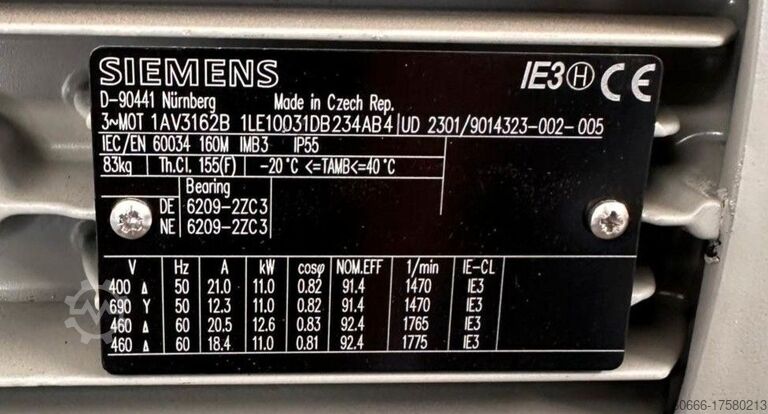 SIEMENS IE3 H CE
D-90441 Nürnberg Made in Czech Rep.
3~MOT 1AV3162B 1LE10031DB234AB4 UD 2301/9014323-002-005
IEC/EN 60034 160M IMB3 IP55
83kg Th.Cl. 155(F) -20°C <=TAMB<=40°C
Bearing
DE 6209-2ZC3
NE 6209-2ZC3
V Hz A kW cosφ NOM.EFF 1/min IE-CL
400 Δ 50 21.0 11.0 0.82 91.4 1470 IE3
690 Y 50 12.3 11.0 0.82 91.4 1470 IE3
460 Δ 60 20.5 12.6 0.83 92.4 1765 IE3
460 Δ 60 18.4 11.0 0.81 92.4 1775 IE3